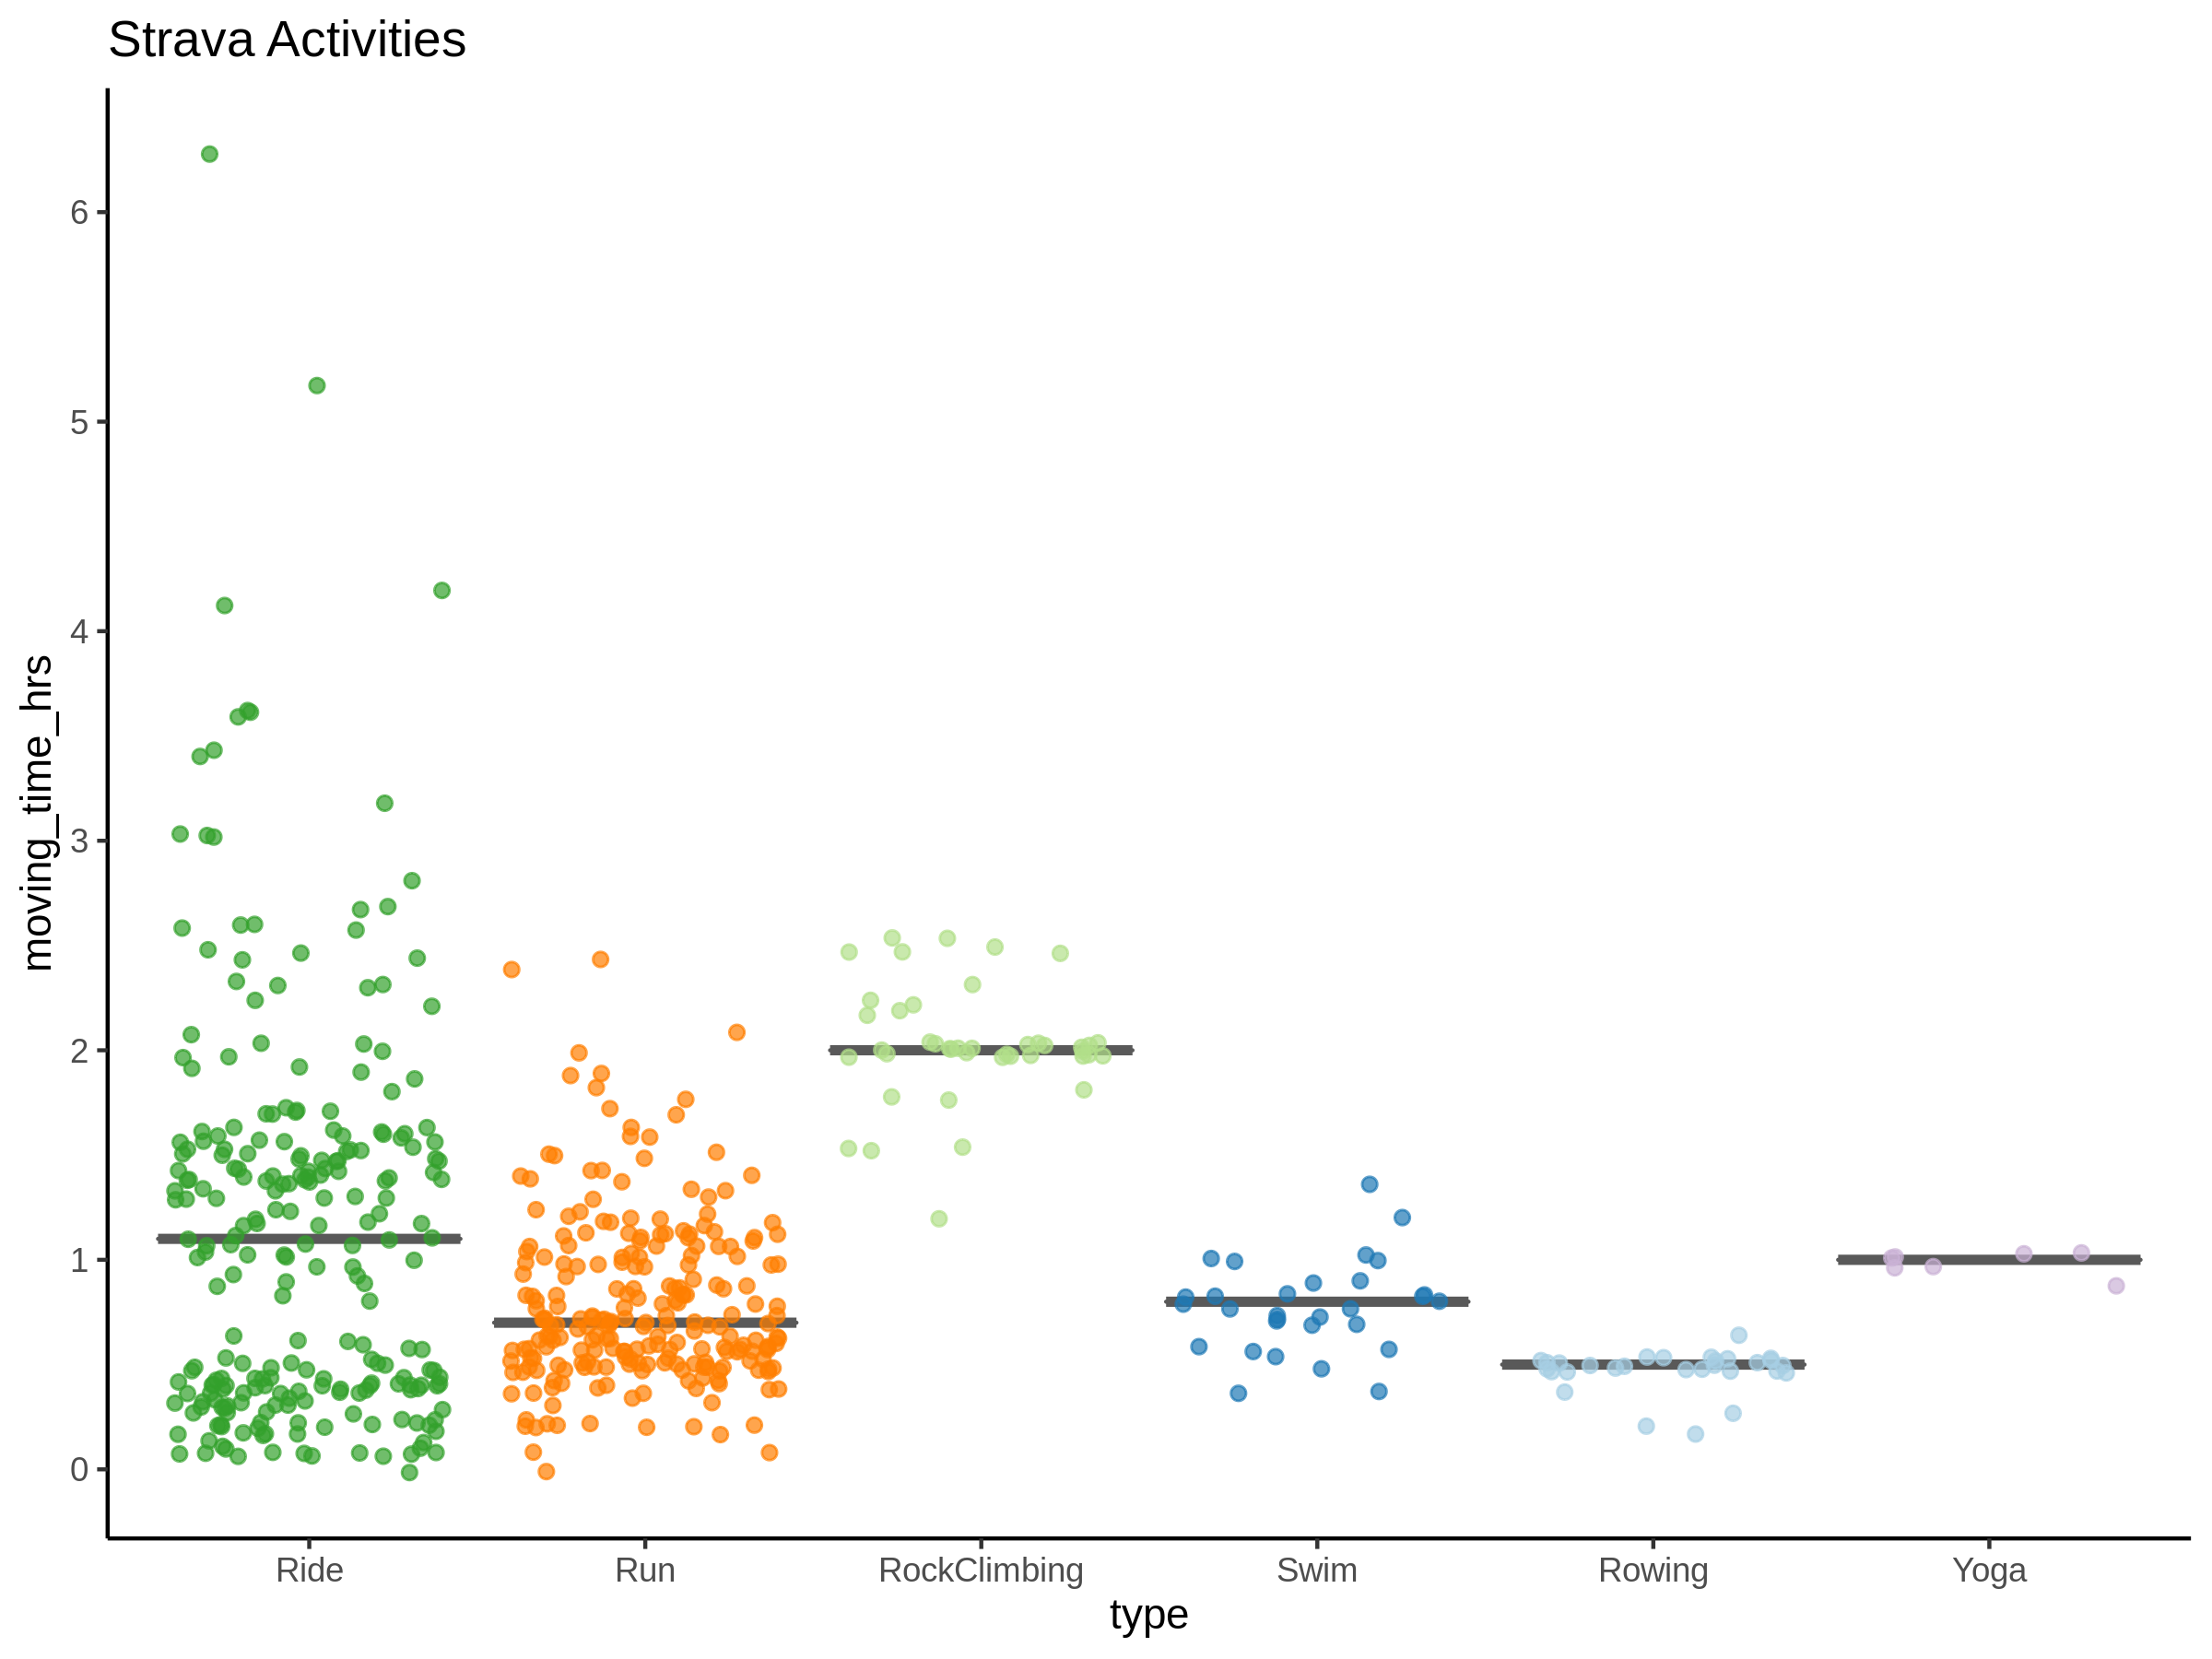 Strava Activities
moving_time_hrs
6
5
4
3
2
1
0
Ride
Run
RockClimbing
Swim
Rowing
Yoga
type